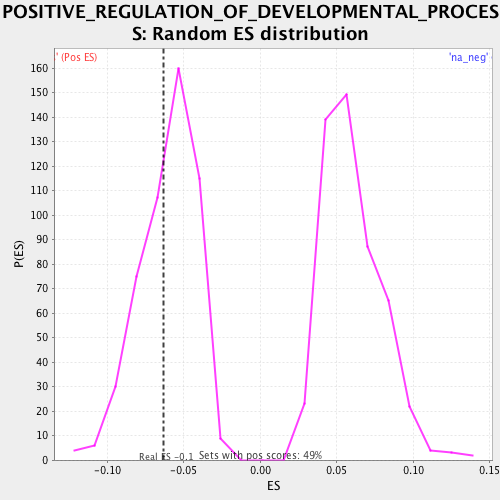 POSITIVE_REGULATION_OF_DEVELOPMENTAL_PROCES
S: Random ES distribution
' (Pos ES)
'na_neg'
160
150
140
130
120
110
100
90
80
70
60
50
40
30
20
10
0
P(ES)
Real ES -0.1
Sets with pos scores: 49%
-0.10
-0.05
0.00
0.05
0.10
0.15
ES